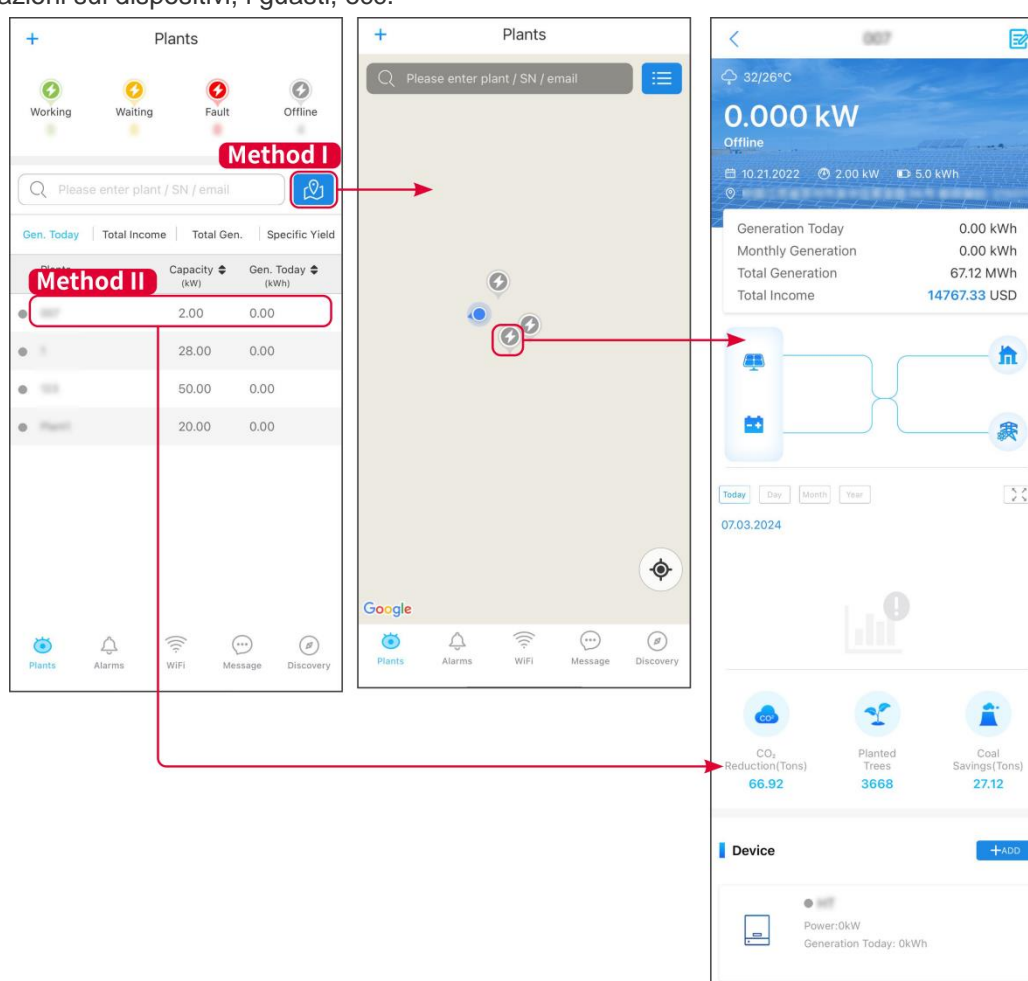 azioni sui dispositivi, i guasti, ecc.
Plants
Working
Waiting
Fault
Offline
Method I
Please enter plant / SN / email
Gen. Today
Total Income
Total Gen.
Specific Yield
Method II
Capacity
(kW)
Gen. Today
(kWh)
2.00 0.00
28.00 0.00
50.00 0.00
20.00 0.00
Plants
Alarms
WiFi
Message
Discovery
Plants
Please enter plant / SN / email
Google
Plants
Alarms
WiFi
Message
Discovery
32/26°C
0.000 kW
Offline
10.21.2022 2.00 kW 5.0 kWh
Generation Today 0.00 kWh
Monthly Generation 0.00 kWh
Total Generation 67.12 MWh
Total Income 14767.33 USD
Today Day Month Year
07.03.2024
CO²
CO₂
Reduction(Tons)
66.92
Planted
Trees
3668
Coal
Savings(Tons)
27.12
Device
+ADD
Power:0kW
Generation Today: 0kWh